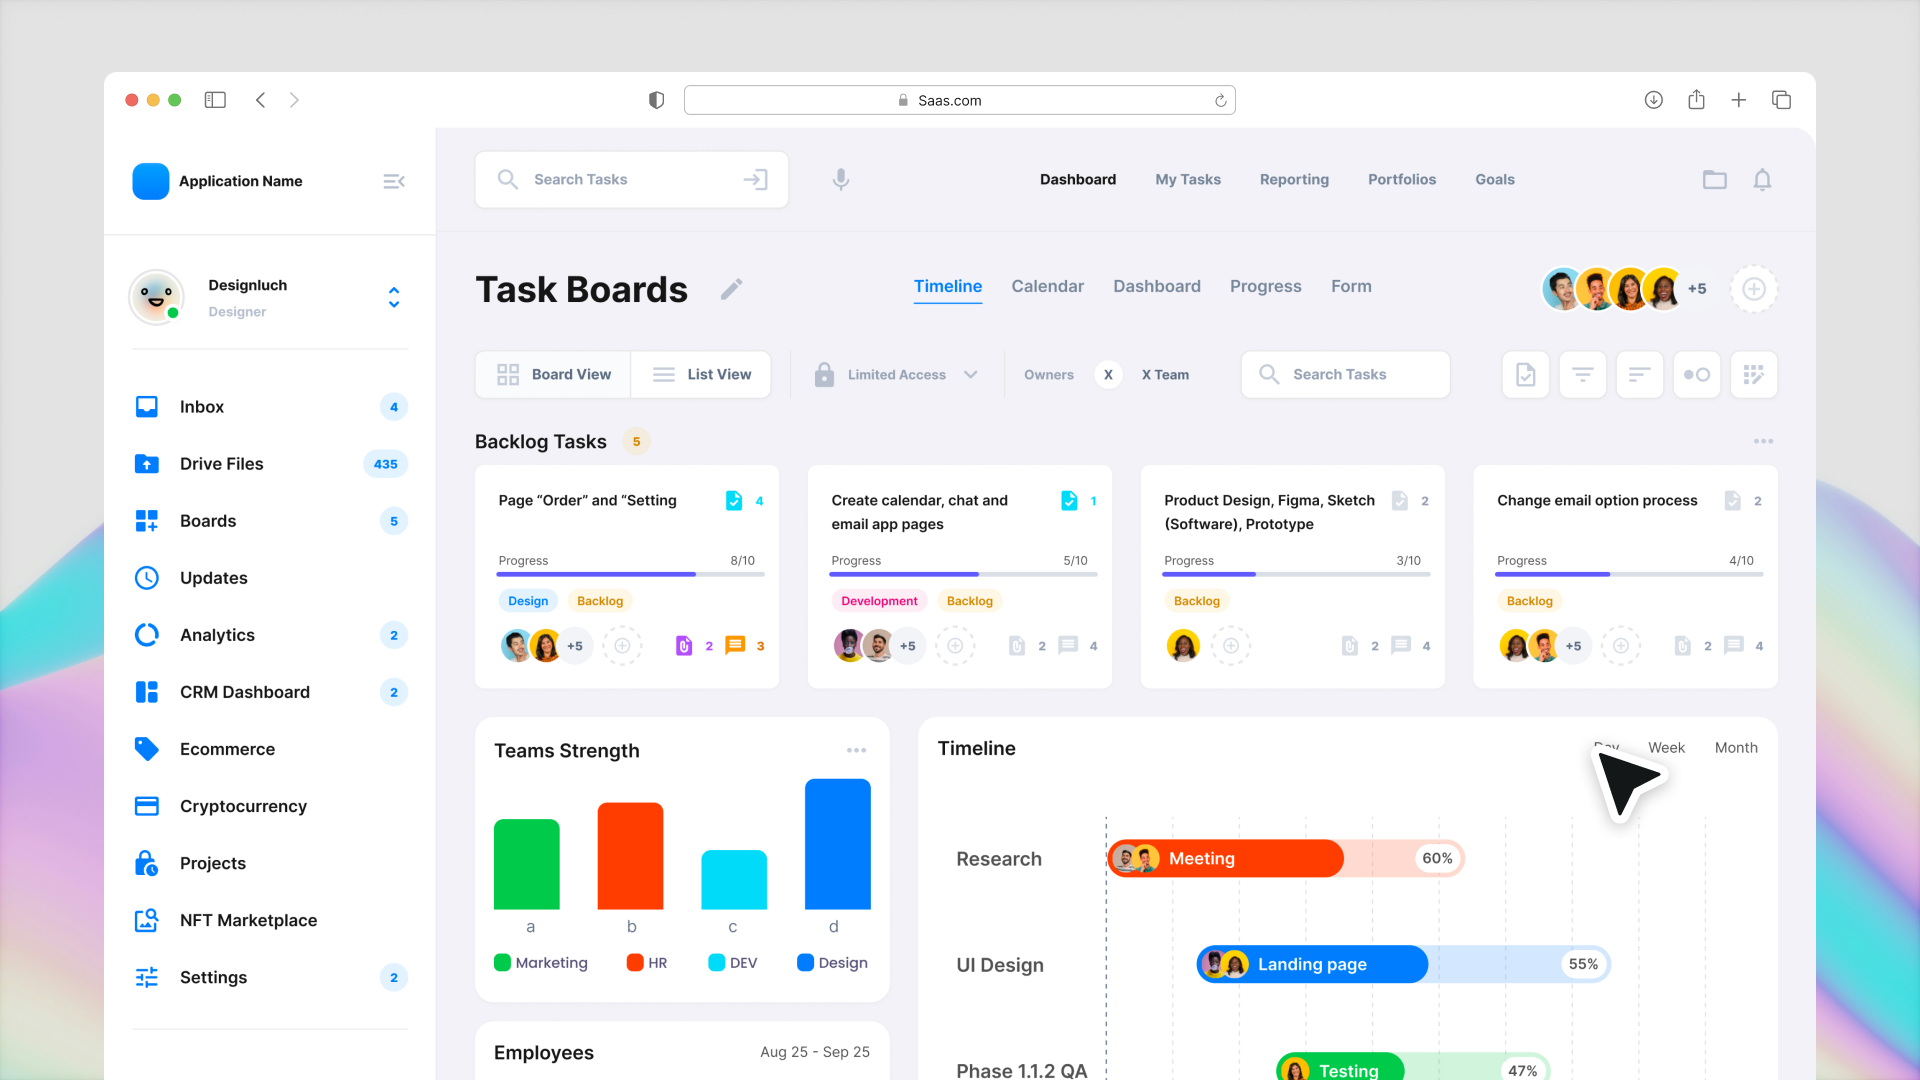 Saas.com
Application Name
Search Tasks
Dashboard
My Tasks
Reporting
Portfolios
Goals
Designluch
Designer
Task Boards
Timeline
Calendar
Dashboard
Progress
Form
+5
Board View
List View
Limited Access
Owners
X
X Team
Search Tasks
Inbox
4
Drive Files
435
Boards
5
Updates
Analytics
2
CRM Dashboard
2
Ecommerce
Cryptocurrency
Projects
NFT Marketplace
Settings
2
Backlog Tasks
5
Page “Order” and “Setting
4
Progress
8/10
Design
Backlog
+5
2
3
Create calendar, chat and
email app pages
1
Progress
5/10
Development
Backlog
+5
2
4
Product Design, Figma, Sketch
(Software), Prototype
2
Progress
3/10
Backlog
2
4
Change email option process
2
Progress
4/10
Backlog
+5
2
4
Teams Strength
a
b
c
d
Marketing
HR
DEV
Design
Employees
Aug 25 - Sep 25
Timeline
Day
Week
Month
Research
Meeting
60%
UI Design
Landing page
55%
Phase 1.1.2 QA
Testing
47%